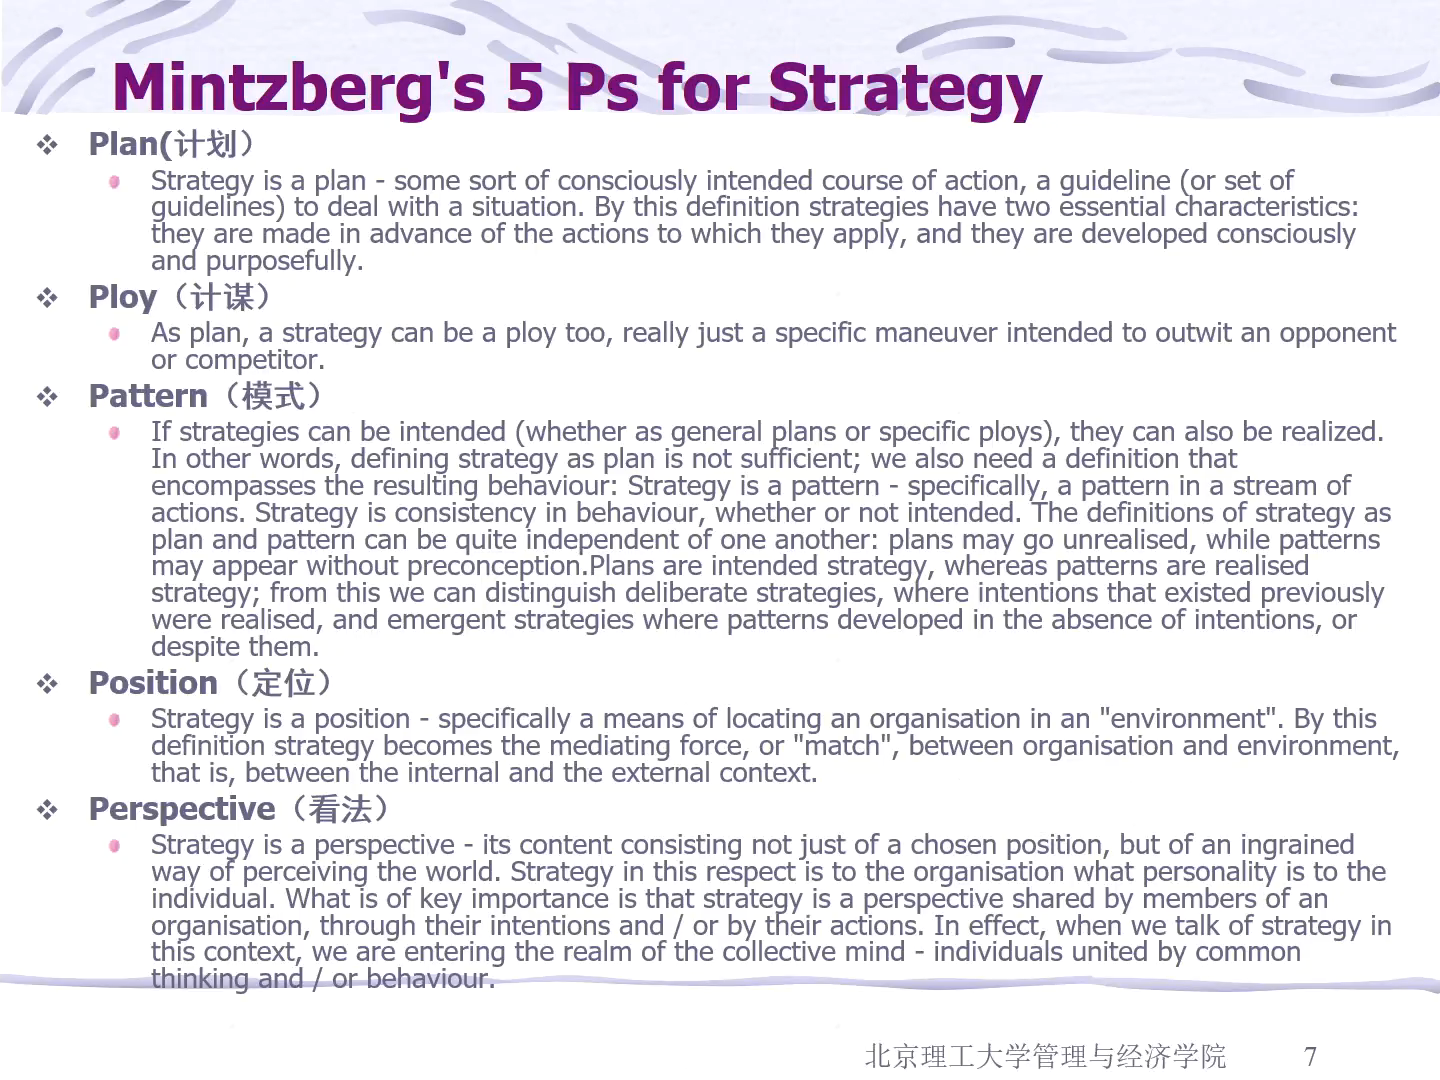 Mintzberg's 5 Ps for Strategy
Plan(计划）
Strategy is a plan - some sort of consciously intended course of action, a guideline (or set of
guidelines) to deal with a situation. By this definition strategies have two essential characteristics:
they are made in advance of the actions to which they apply, and they are developed consciously
and purposefully.
Ploy（计谋）
As plan, a strategy can be a ploy too, really just a specific maneuver intended to outwit an opponent
or competitor.
Pattern（模式）
If strategies can be intended (whether as general plans or specific ploys), they can also be realized.
In other words, defining strategy as plan is not sufficient; we also need a definition that
encompasses the resulting behaviour: Strategy is a pattern - specifically, a pattern in a stream of
actions. Strategy is consistency in behaviour, whether or not intended. The definitions of strategy as
plan and pattern can be quite independent of one another: plans may go unrealised, while patterns
may appear without preconception.Plans are intended strategy, whereas patterns are realised
strategy; from this we can distinguish deliberate strategies, where intentions that existed previously
were realised, and emergent strategies where patterns developed in the absence of intentions, or
despite them.
Position（定位）
Strategy is a position - specifically a means of locating an organisation in an "environment". By this
definition strategy becomes the mediating force, or "match", between organisation and environment,
that is, between the internal and the external context.
Perspective（看法）
Strategy is a perspective - its content consisting not just of a chosen position, but of an ingrained
way of perceiving the world. Strategy in this respect is to the organisation what personality is to the
individual. What is of key importance is that strategy is a perspective shared by members of an
organisation, through their intentions and / or by their actions. In effect, when we talk of strategy in
this context, we are entering the realm of the collective mind - individuals united by common
thinking and / or behaviour.
北京理工大学管理与经济学院 7